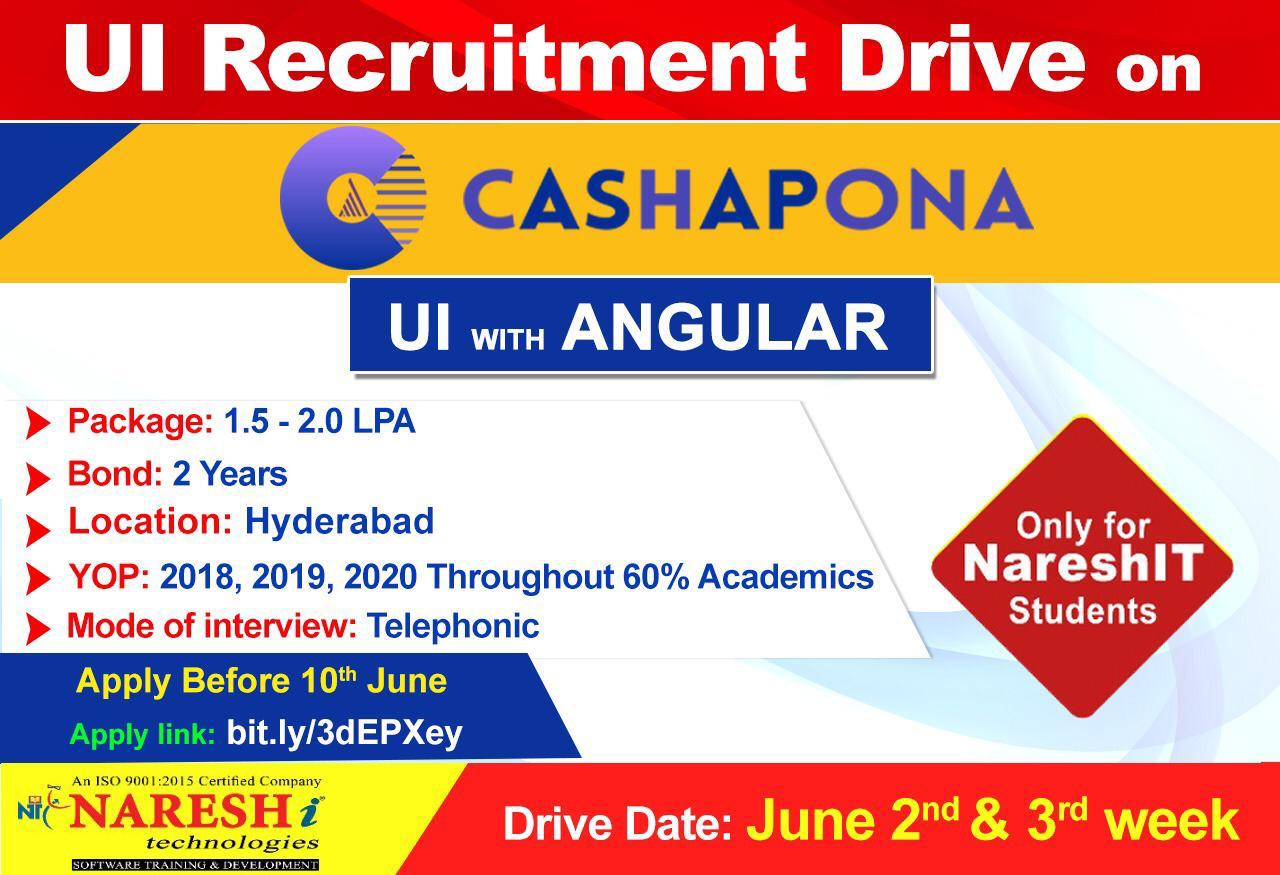 UI Recruitment Drive on
CASHAPONA
UI WITH ANGULAR
Package: 1.5 - 2.0 LPA
Bond: 2 Years
Location: Hyderabad
YOP: 2018, 2019, 2020 Throughout 60% Academics
Mode of interview: Telephonic
Only for
NareshIT
Students
Apply Before 10th June
Apply link: bit.ly/3dEPXey
An ISO 9001:2015 Certified Company
NiT NARESH i®
technologies
SOFTWARE TRAINING & DEVELOPMENT
Drive Date: June 2nd & 3rd week